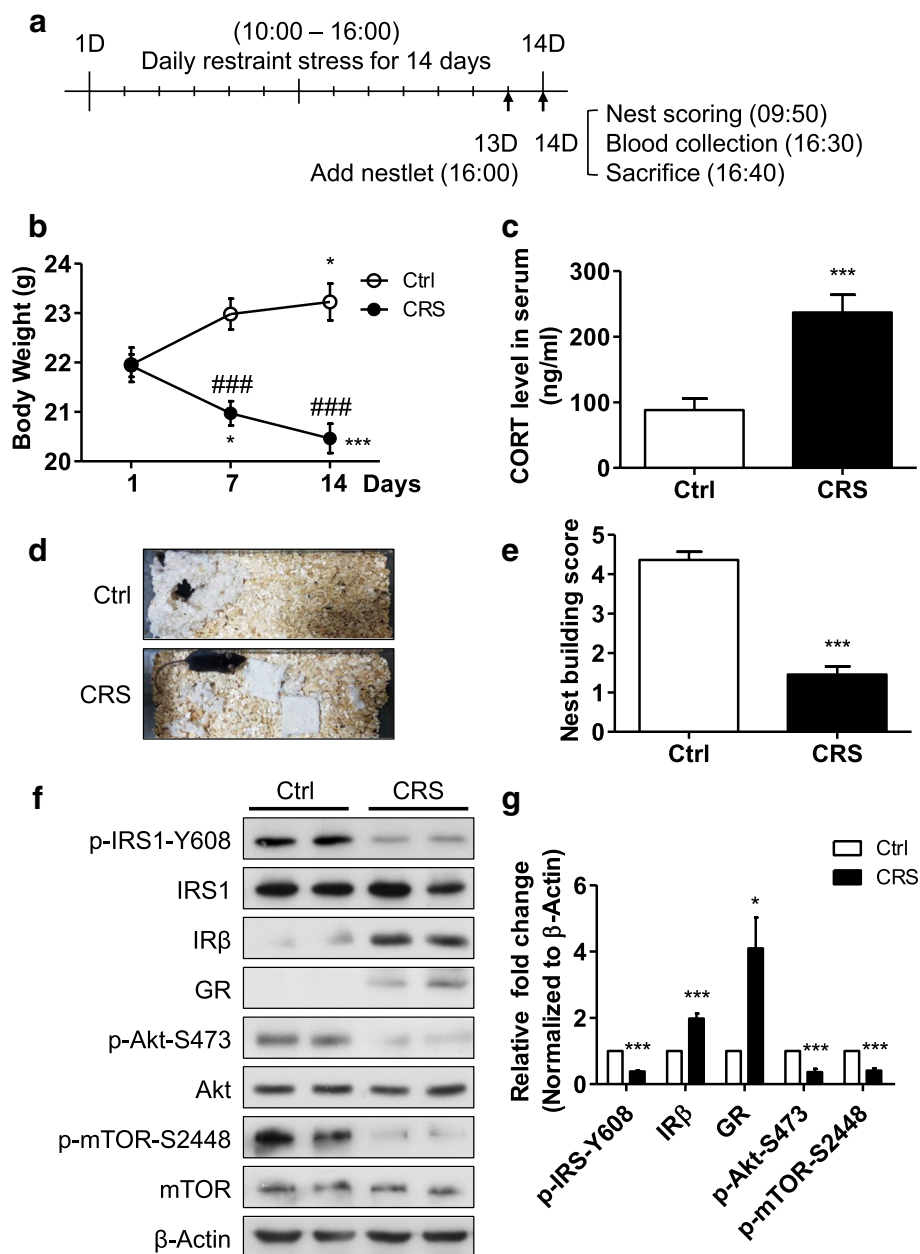 a
1D
(10:00 – 16:00)
Daily restraint stress for 14 days
14D
13D
Add nestlet (16:00)
14D
Nest scoring (09:50)
Blood collection (16:30)
Sacrifice (16:40)
b
Body Weight (g)
24
23
22
21
20
*
Ctrl
CRS
###
###
*
***
1 7 14 Days
c
CORT level in serum
(ng/ml)
300
200
100
0
***
Ctrl CRS
d
Ctrl
CRS
e
Nest building score
5
4
3
2
1
0
***
Ctrl CRS
f
Ctrl CRS
p-IRS1-Y608
IRS1
IRβ
GR
p-Akt-S473
Akt
p-mTOR-S2448
mTOR
β-Actin
g
Ctrl
CRS
Relative fold change
(Normalized to β-Actin)
6
4
2
0
***
***
*
***
***
p-IRS-Y608
IRβ
GR
p-Akt-S473
p-mTOR-S2448